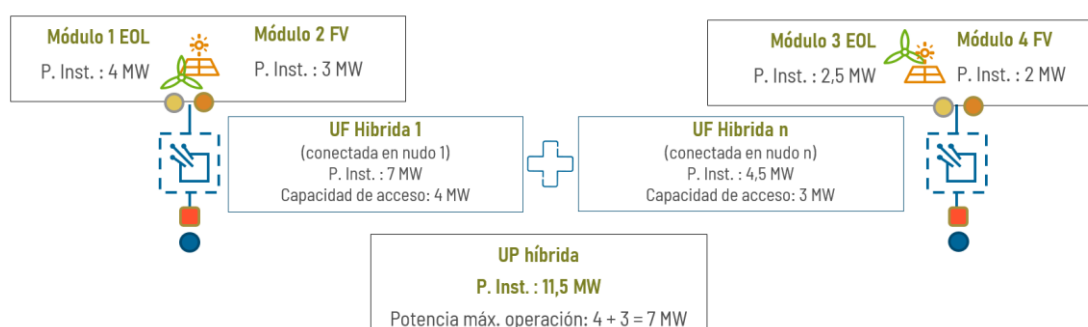 Módulo 1 EOL
P. Inst. : 4 MW
Módulo 2 FV
P. Inst. : 3 MW
Módulo 3 EOL
P. Inst. : 2,5 MW
Módulo 4 FV
P. Inst. : 2 MW
UF Hibrida 1
(conectada en nudo 1)
P. Inst. : 7 MW
Capacidad de acceso: 4 MW
UF Hibrida n
(conectada en nudo n)
P. Inst. : 4,5 MW
Capacidad de acceso: 3 MW
UP híbrida
P. Inst. : 11,5 MW
Potencia máx. operación: 4 + 3 = 7 MW